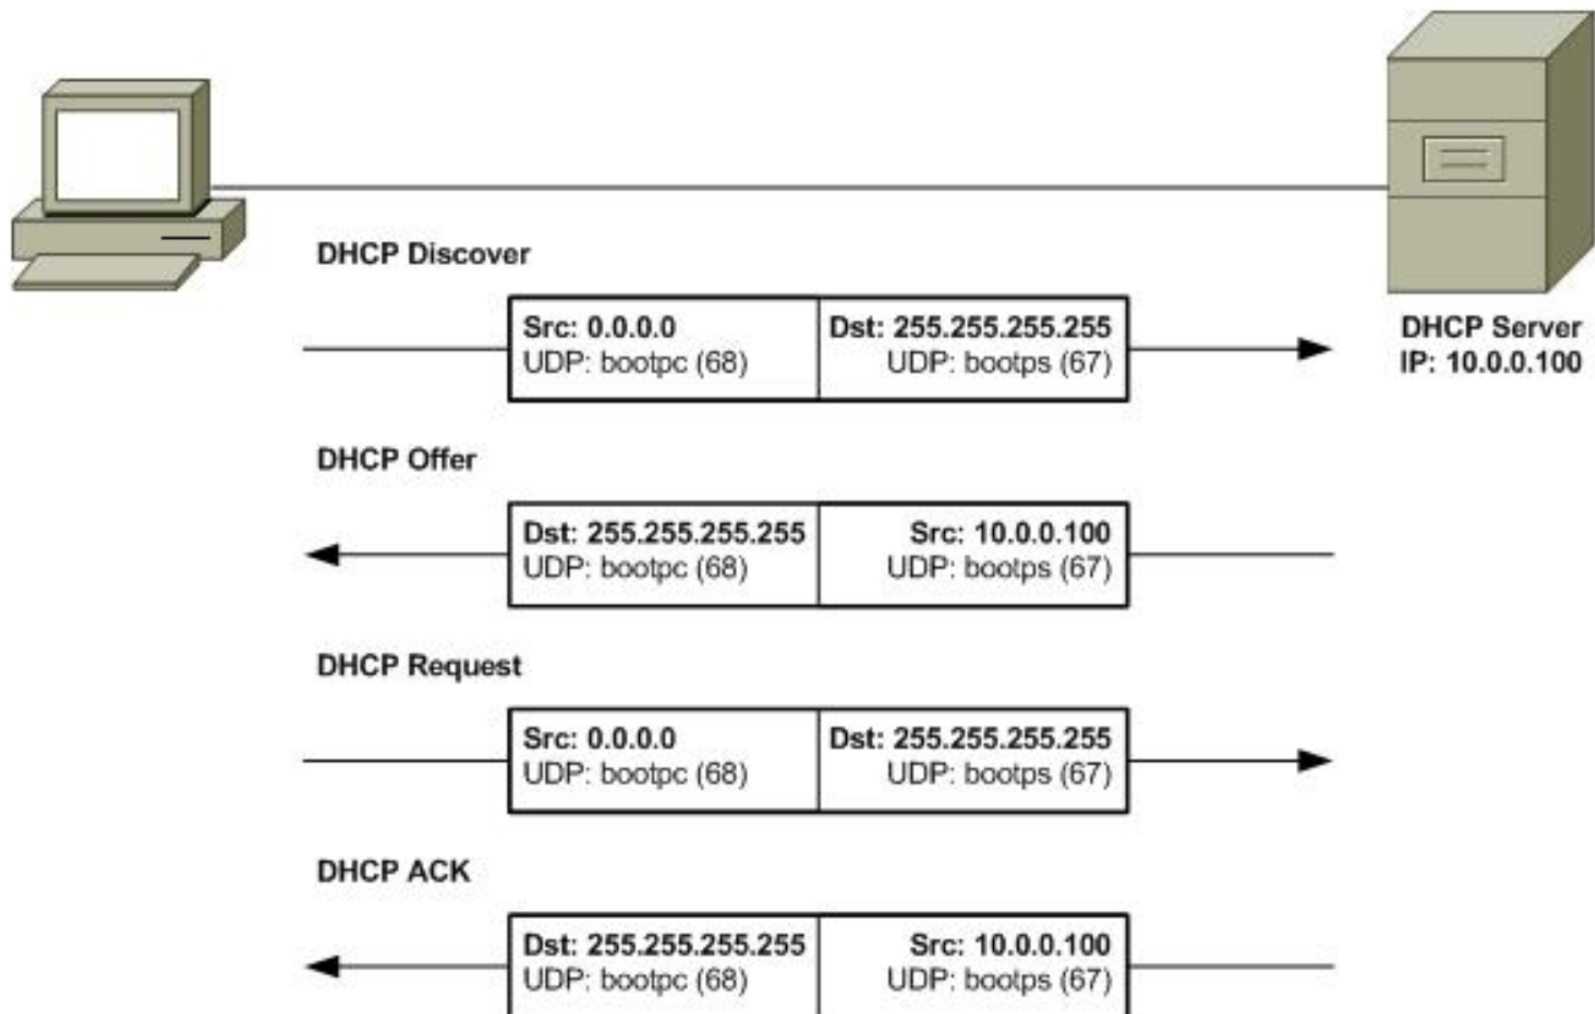 DHCP Discover
Src: 0.0.0.0
UDP: bootpc (68)
Dst: 255.255.255.255
UDP: bootps (67)
DHCP Server
IP: 10.0.0.100
DHCP Offer
Dst: 255.255.255.255
UDP: bootpc (68)
Src: 10.0.0.100
UDP: bootps (67)
DHCP Request
Src: 0.0.0.0
UDP: bootpc (68)
Dst: 255.255.255.255
UDP: bootps (67)
DHCP ACK
Dst: 255.255.255.255
UDP: bootpc (68)
Src: 10.0.0.100
UDP: bootps (67)